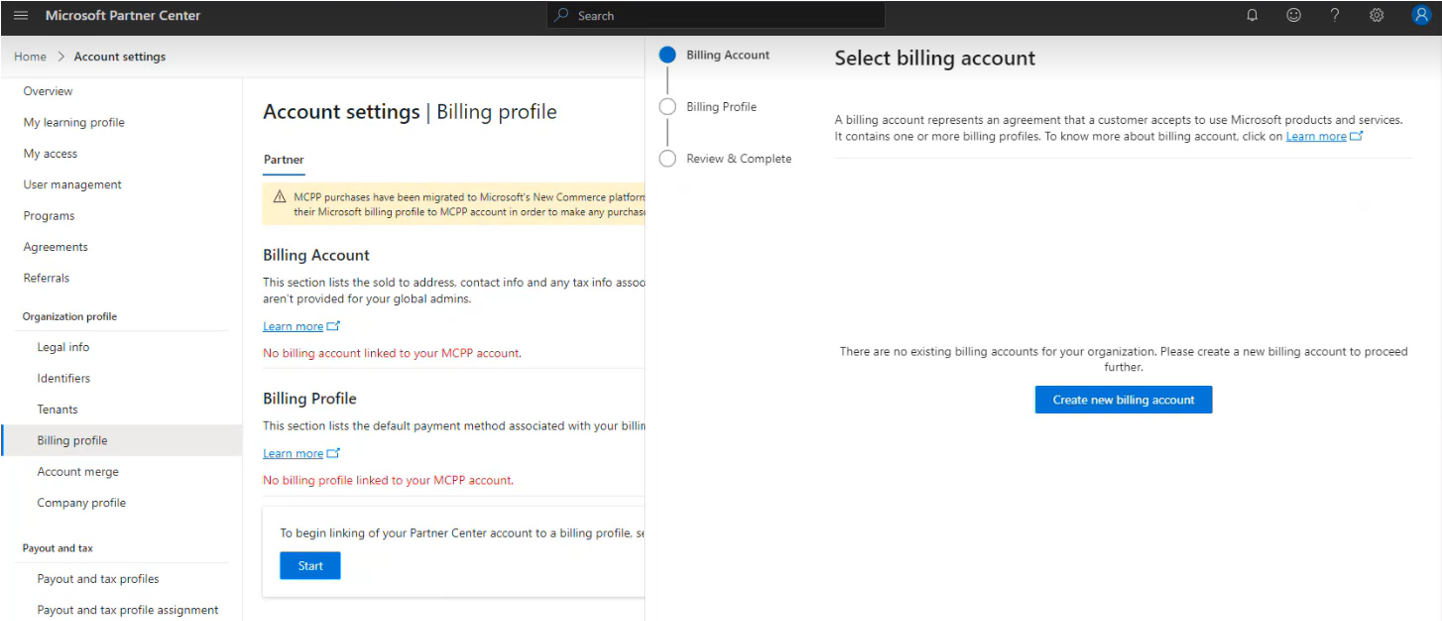 Microsoft Partner Center
Search
Home > Account settings
Overview
My learning profile
My access
User management
Programs
Agreements
Referrals
Organization profile
Legal info
Identifiers
Tenants
Billing profile
Account merge
Company profile
Payout and tax
Payout and tax profiles
Payout and tax profile assignment
Account settings | Billing profile
Partner
MCPP purchases have been migrated to Microsoft's New Commerce platform
their Microsoft billing profile to MCPP account in order to make any purchase
Billing Account
This section lists the sold to address, contact info and any tax info assoc
aren't provided for your global admins.
Learn more
No billing account linked to your MCPP account.
Billing Profile
This section lists the default payment method associated with your billin
Learn more
No billing profile linked to your MCPP account.
To begin linking of your Partner Center account to a billing profile, se
Start
Billing Account
Billing Profile
Review & Complete
Select billing account
A billing account represents an agreement that a customer accepts to use Microsoft products and services.
It contains one or more billing profiles. To know more about billing account, click on Learn more
There are no existing billing accounts for your organization. Please create a new billing account to proceed
further.
Create new billing account